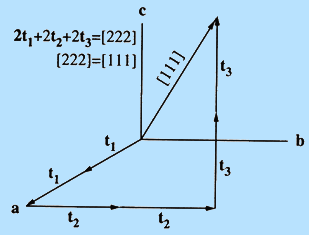 c
2t₁+2t₂+2t₃=[222]
[222]=[111]
[111]
t₃
t₁
b
t₁
t₃
a
t₂ t₂